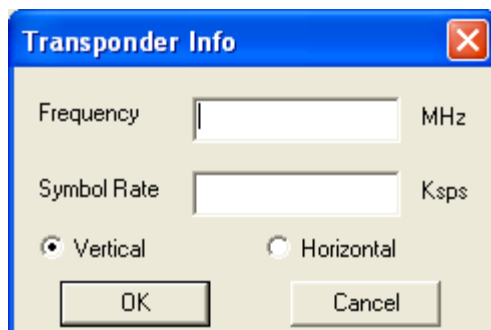 Transponder Info
Frequency MHz
Symbol Rate Ksps
Vertical Horizontal
OK Cancel